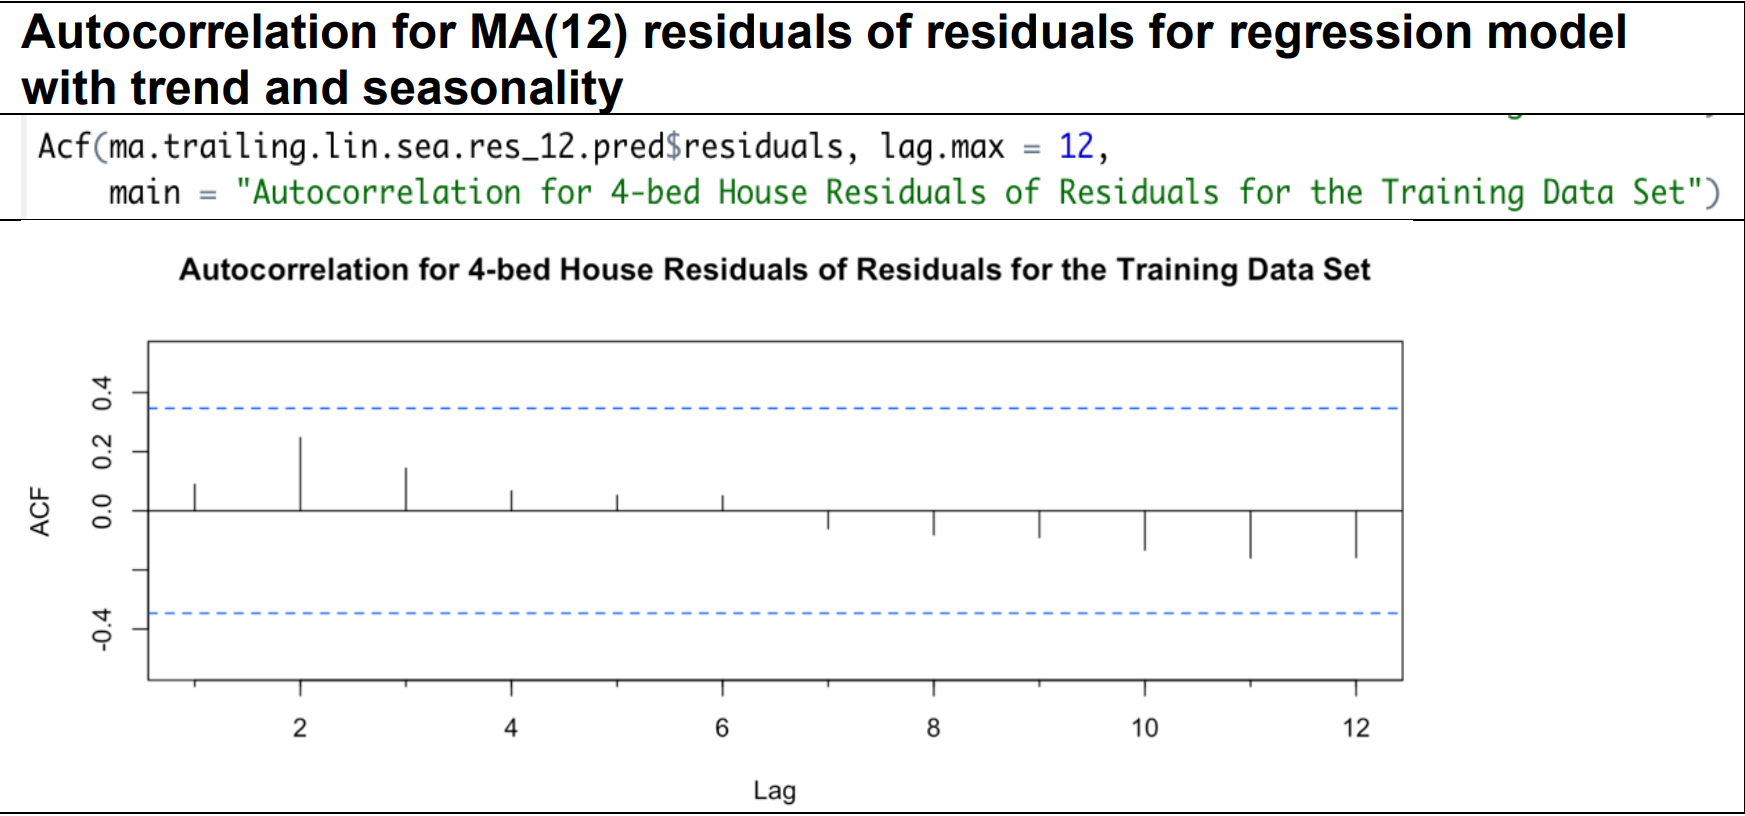 Autocorrelation for MA(12) residuals of residuals for regression model
with trend and seasonality
Acf(ma.trailing.lin.sea.res_12.pred$residuals, lag.max = 12,
main = "Autocorrelation for 4-bed House Residuals of Residuals for the Training Data Set")
Autocorrelation for 4-bed House Residuals of Residuals for the Training Data Set
0.4
0.2
0.0
-0.4
ACF
2 4 6 8 10 12
Lag